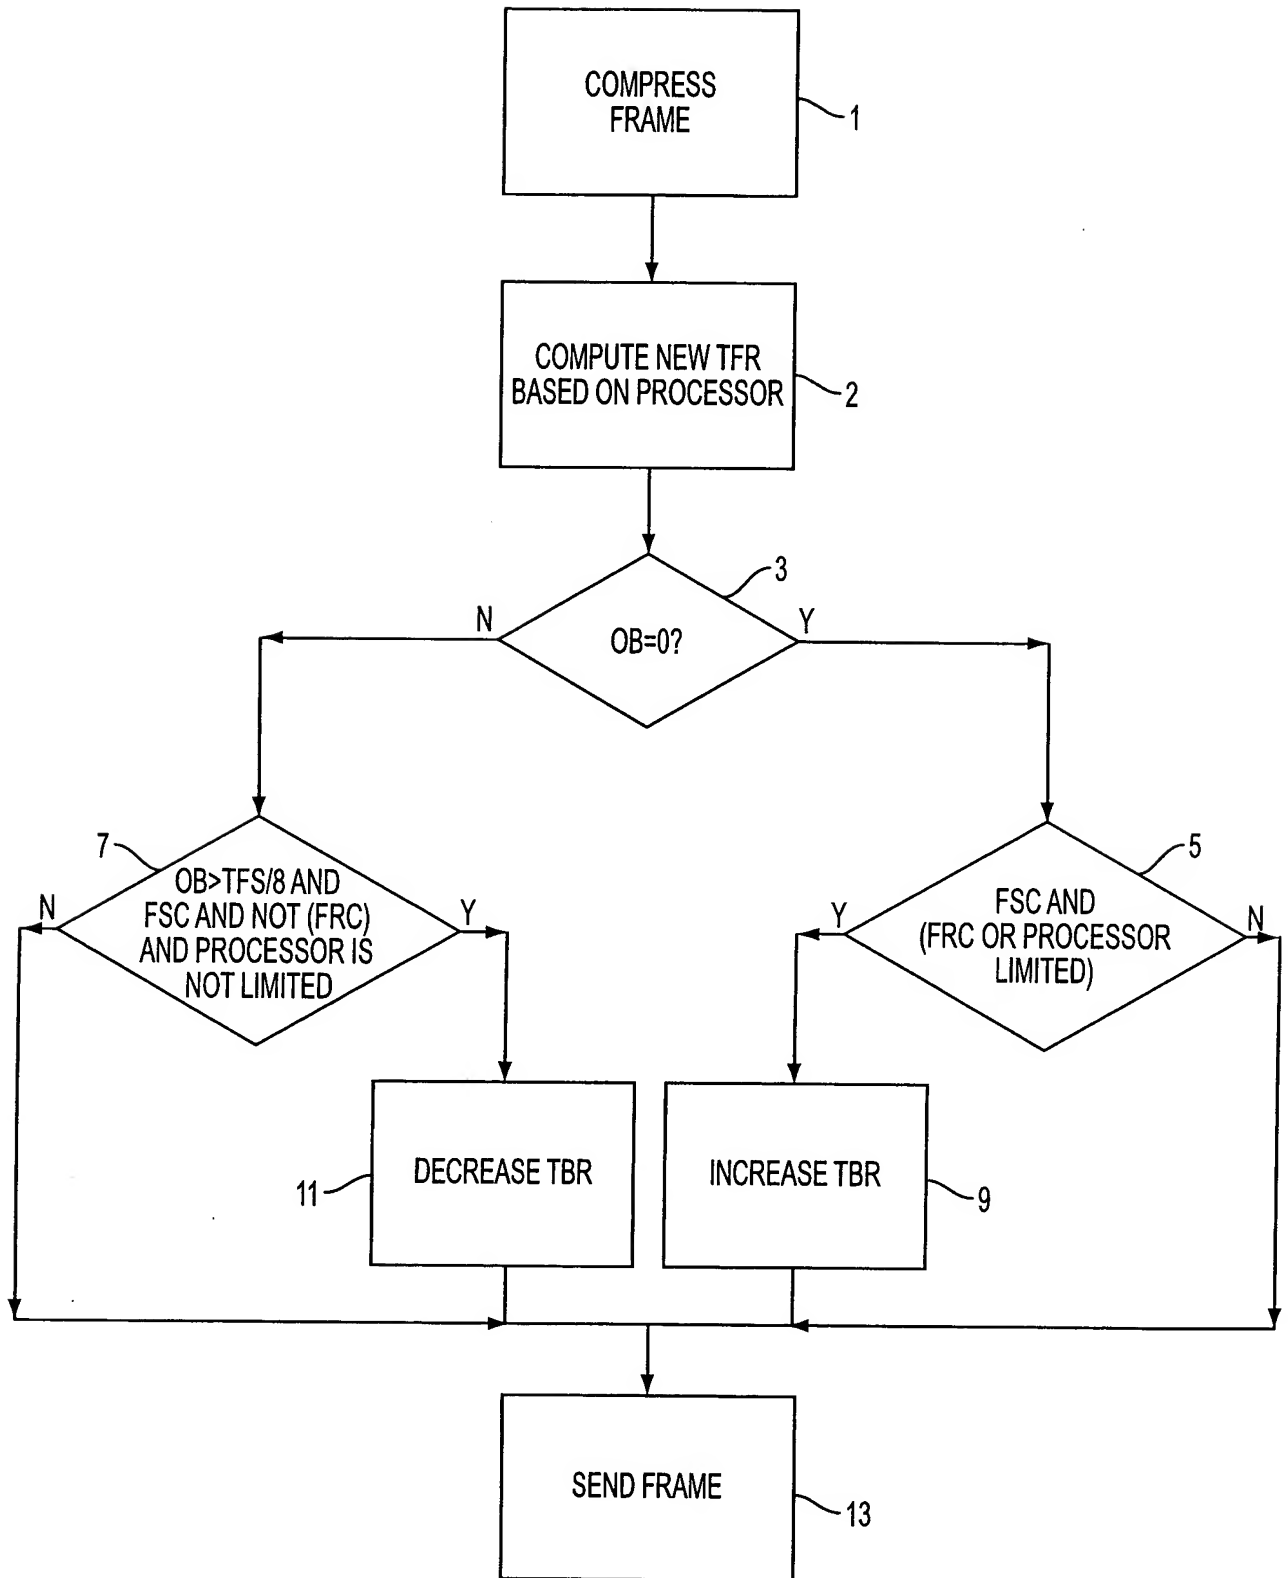 COMPRESS
FRAME
1
COMPUTE NEW TFR
BASED ON PROCESSOR
2
3
N
Y
OB=0?
7
5
OB>TFS/8 AND
FSC AND NOT (FRC)
AND PROCESSOR IS
NOT LIMITED
N
Y
FSC AND
(FRC OR PROCESSOR
LIMITED)
Y
N
DECREASE TBR
11
INCREASE TBR
9
SEND FRAME
13